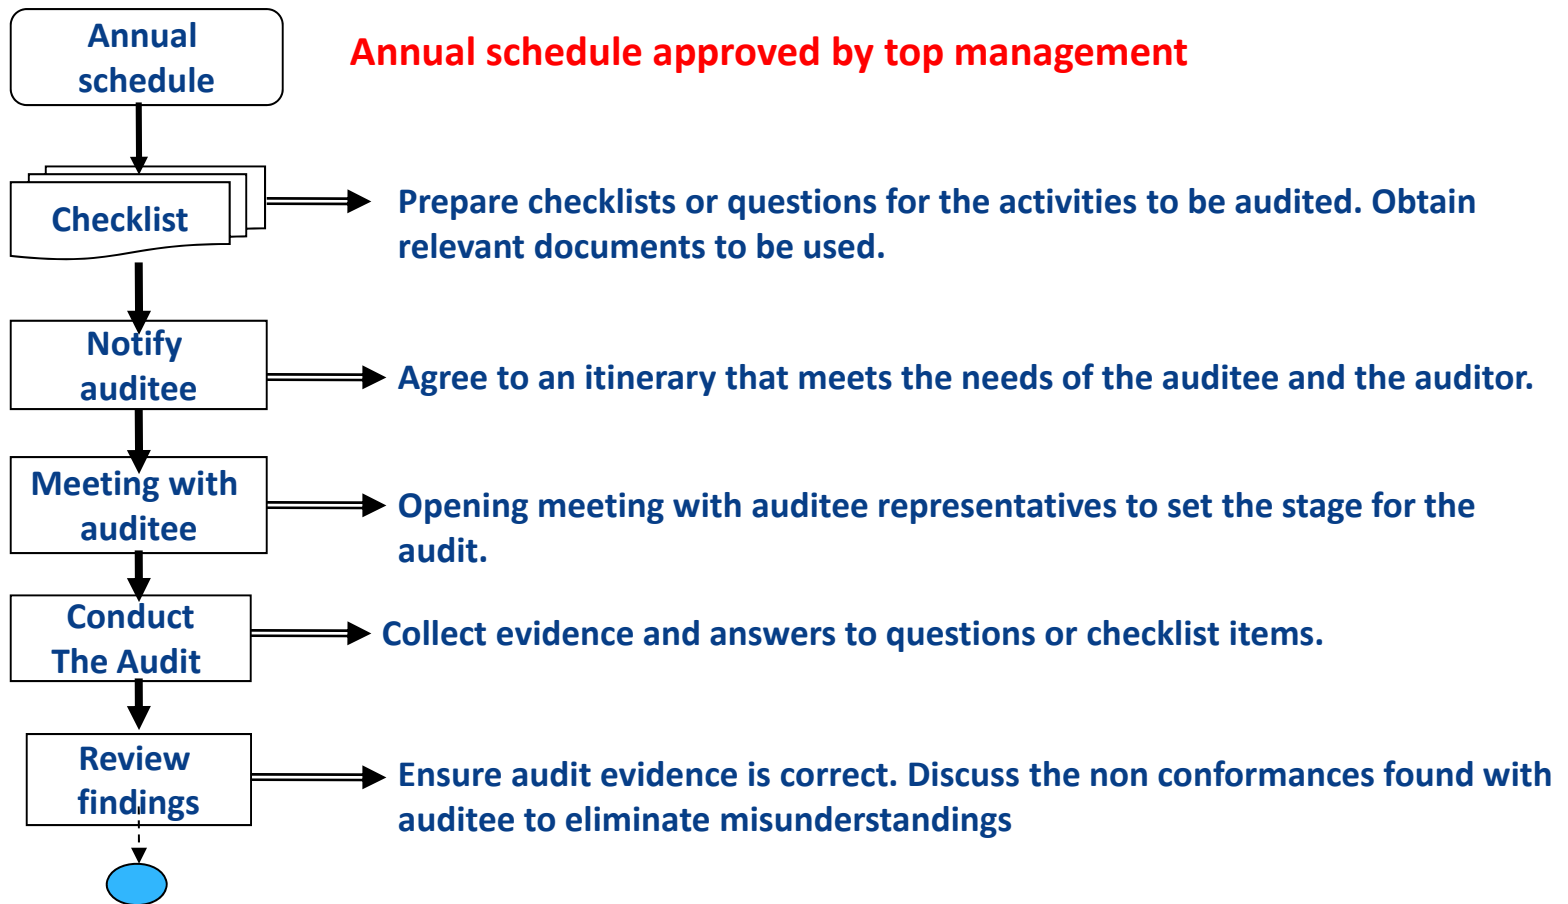 Annual
schedule
Annual schedule approved by top management
Checklist
Prepare checklists or questions for the activities to be audited. Obtain
relevant documents to be used.
Notify
auditee
Agree to an itinerary that meets the needs of the auditee and the auditor.
Meeting with
auditee
Opening meeting with auditee representatives to set the stage for the
audit.
Conduct
The Audit
Collect evidence and answers to questions or checklist items.
Review
findings
Ensure audit evidence is correct. Discuss the non conformances found with
auditee to eliminate misunderstandings